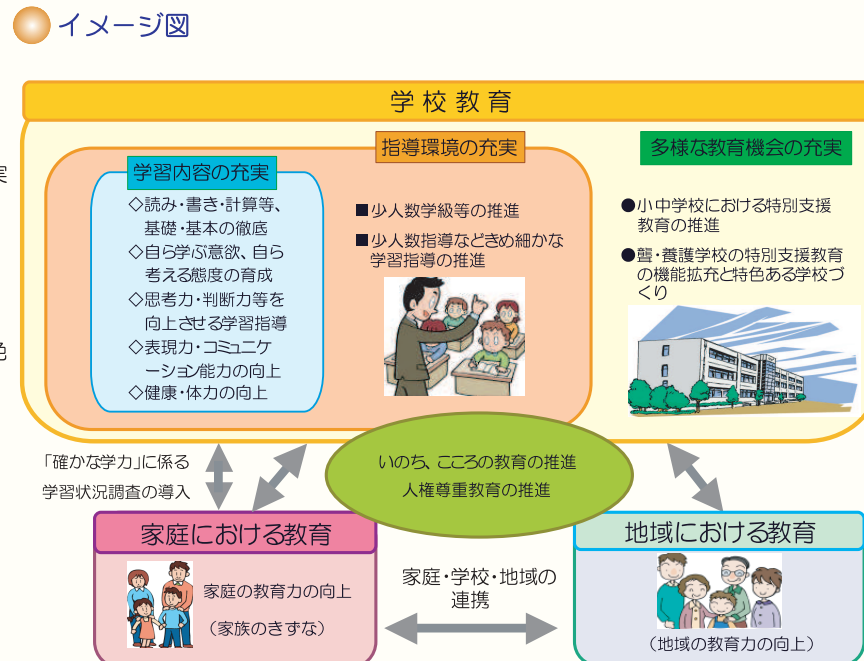 イメージ図
学校教育
学習内容の充実
◇読み・書き・計算等、
基礎・基本の徹底
◇自ら学ぶ意欲、自ら
考える態度の育成
◇思考力・判断力等を
向上させる学習指導
◇表現力・コミュニケ
ーション能力の向上
◇健康・体力の向上
指導環境の充実
■少人数学級等の推進
■少人数指導などきめ細かな
学習指導の推進
多様な教育機会の充実
●小中学校における特別支援
教育の推進
●聾・養護学校の特別支援教育
の機能拡充と特色ある学校づ
くり
実
色
「確かな学力」に係る
学習状況調査の導入
いのち、こころの教育の推進
人権尊重教育の推進
家庭における教育
家庭の教育力の向上
（家族のきずな）
家庭・学校・地域の
連携
地域における教育
（地域の教育力の向上）